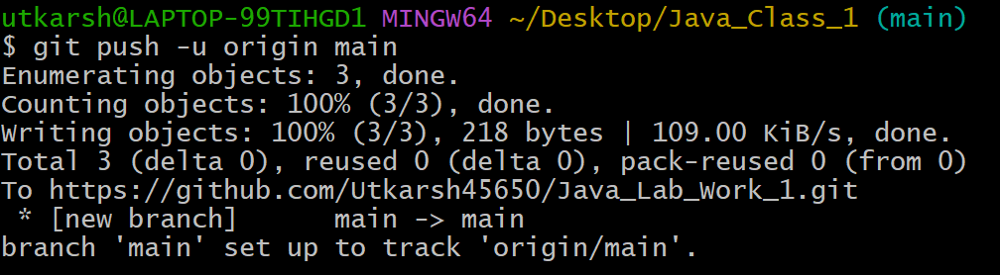 utkarsh@LAPTOP-99TIHGD1 MINGW64 ~/Desktop/Java_Class_1 (main)
$ git push -u origin main
Enumerating objects: 3, done.
Counting objects: 100% (3/3), done.
Writing objects: 100% (3/3), 218 bytes | 109.00 KiB/s, done.
Total 3 (delta 0), reused 0 (delta 0), pack-reused 0 (from 0)
To https://github.com/Utkarsh45650/Java_Lab_Work_1.git
 * [new branch]      main -> main
branch 'main' set up to track 'origin/main'.